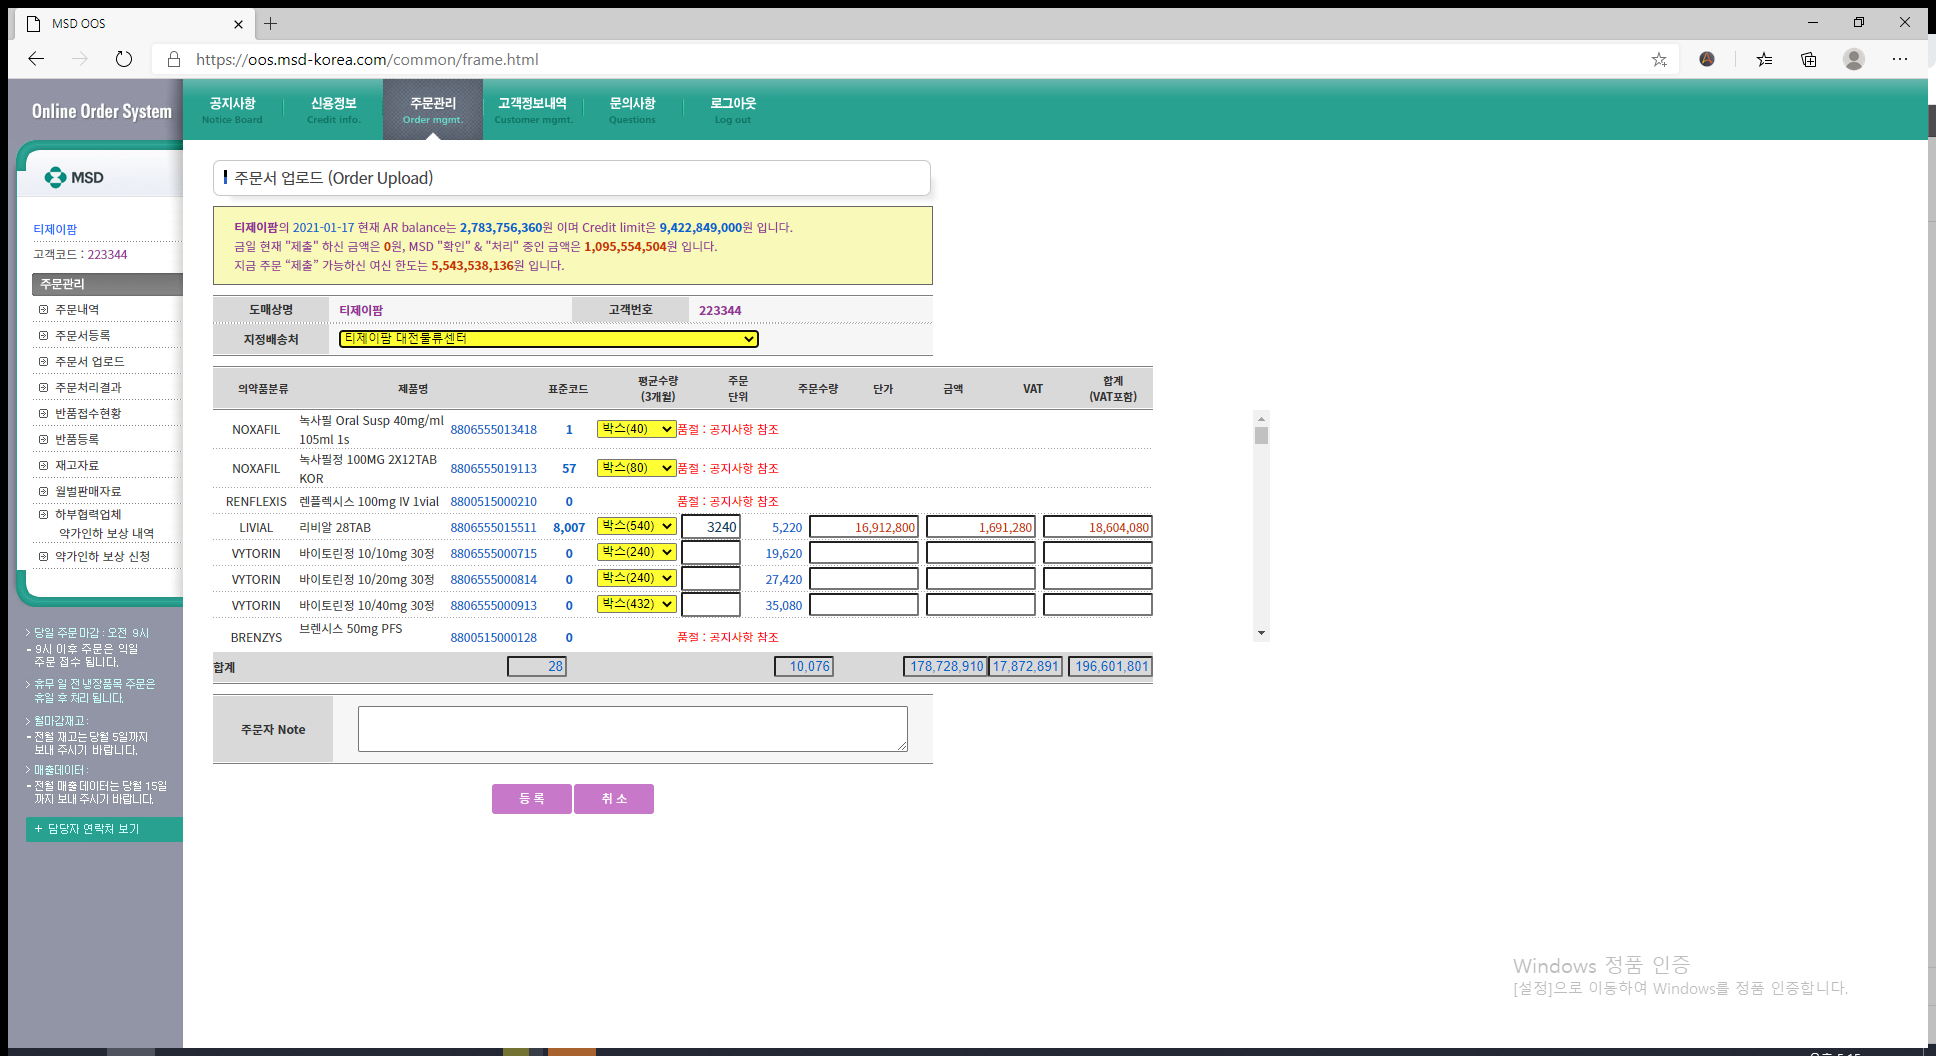 MSD OOS
https://oos.msd-korea.com/common/frame.html
Online Order System
공지사항 신용정보 주문관리 고객정보내역 문의사항 로그아웃
Notice Board Credit info. Order mgmt. Customer mgmt. Questions Log out
MSD
티제이팜
고객코드 : 223344
주문관리
주문내역
주문서등록
주문서 업로드
주문처리결과
반품접수현황
반품등록
재고자료
월별판매자료
하부협력업체
약가인하 보상 내역
약가인하 보상 신청
> 당일 주문마감 : 오전 9시
- 9시 이후 주문은 익일
주문 접수 됩니다.
> 휴무 일 전 냉장품목 주문은
휴일 후 처리 됩니다.
> 월마감재고 :
- 전월 재고는 당월 5일까지
보내 주시기 바랍니다.
> 매출데이터 :
- 전월 매출데이터는 당월 15일
까지 보내주시기 바랍니다.
+ 담당자 연락처 보기
주문서 업로드 (Order Upload)
티제이팜의 2021-01-17 현재 AR balance는 2,783,756,360원 이며 Credit limit은 9,422,849,000원 입니다.
금일 현재 "제출" 하신 금액은 0원, MSD "확인" & "처리" 중인 금액은 1,095,554,504원 입니다.
지금 주문 “제출” 가능하신 여신 한도는 5,543,538,136원 입니다.
도매상명 티제이팜 고객번호 223344
지정배송처 티제이팜 대전물류센터
의약품분류 제품명 표준코드 평균수량 (3개월) 주문 단위 주문수량 단가 금액 VAT 합계 (VAT포함)
NOXAFIL 녹사필 Oral Susp 40mg/ml 105ml 1s 8806555013418 1 박스(40) 품절 : 공지사항 참조
NOXAFIL 녹사필정 100MG 2X12TAB KOR 8806555019113 57 박스(80) 품절 : 공지사항 참조
RENFLEXIS 렌플렉시스 100mg IV 1vial 8800515000210 0 품절 : 공지사항 참조
LIVIAL 리비알 28TAB 8806555015511 8,007 박스(540) 3240 5,220 16,912,800 1,691,280 18,604,080
VYTORIN 바이토린정 10/10mg 30정 8806555000715 0 박스(240) 19,620
VYTORIN 바이토린정 10/20mg 30정 8806555000814 0 박스(240) 27,420
VYTORIN 바이토린정 10/40mg 30정 8806555000913 0 박스(432) 35,080
BRENZYS 브렌시스 50mg PFS 8800515000128 0 품절 : 공지사항 참조
합계 28 10,076 178,728,910 17,872,891 196,601,801
주문자 Note
등 록 취 소
Windows 정품 인증
[설정]으로 이동하여 Windows를 정품 인증합니다.